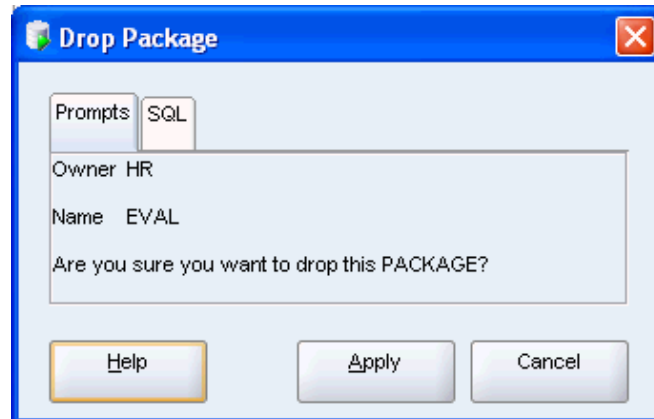 Drop Package
Prompts SQL
Owner HR
Name EVAL
Are you sure you want to drop this PACKAGE?
Help Apply Cancel